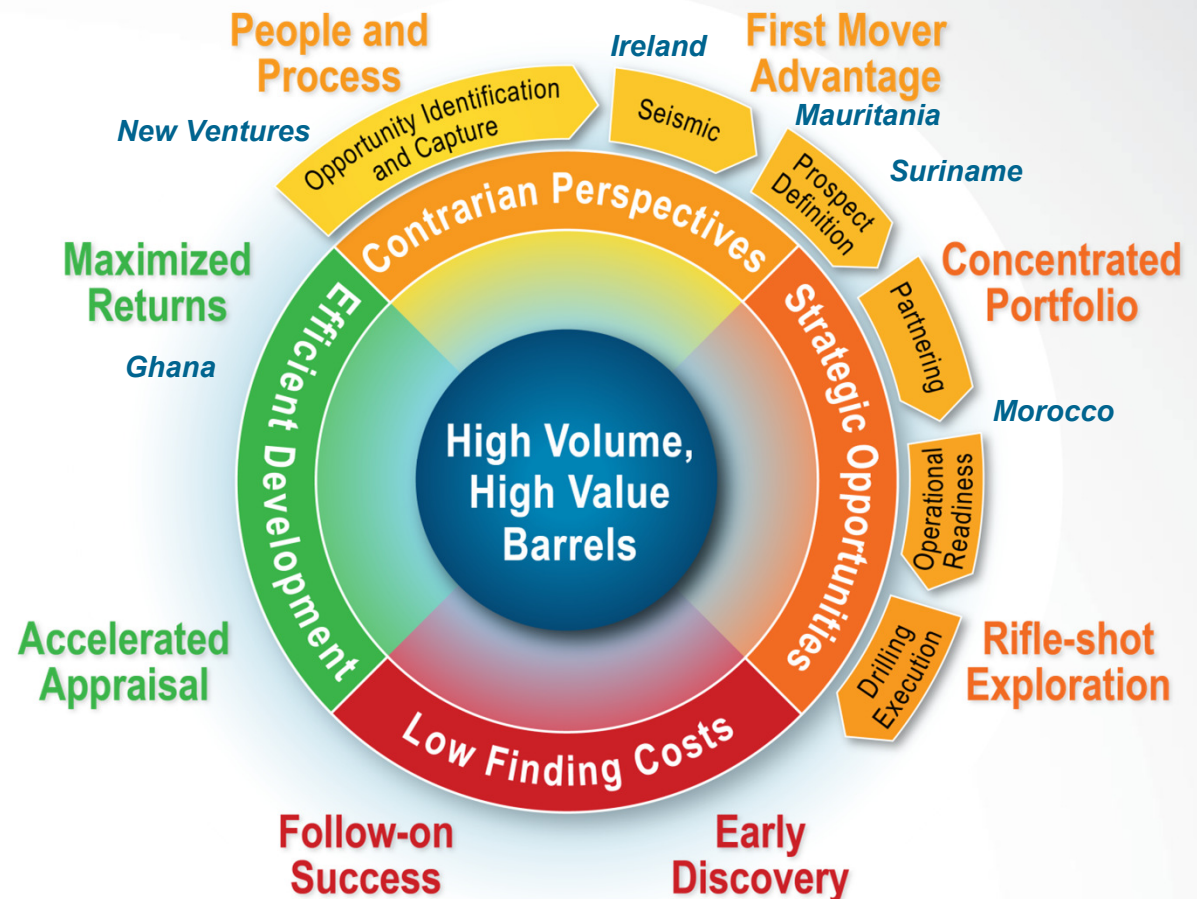 People and
Process
Ireland
First Mover
Advantage
New Ventures
Opportunity Identification
and Capture
Seismic
Mauritania
Prospect
Definition
Suriname
Contrarian Perspectives
Maximized
Returns
Concentrated
Portfolio
Partnering
Ghana
Efficient Development
Strategic Opportunities
Morocco
High Volume,
High Value
Barrels
Operational
Readiness
Accelerated
Appraisal
Drilling
Execution
Rifle-shot
Exploration
Low Finding Costs
Follow-on
Success
Early
Discovery